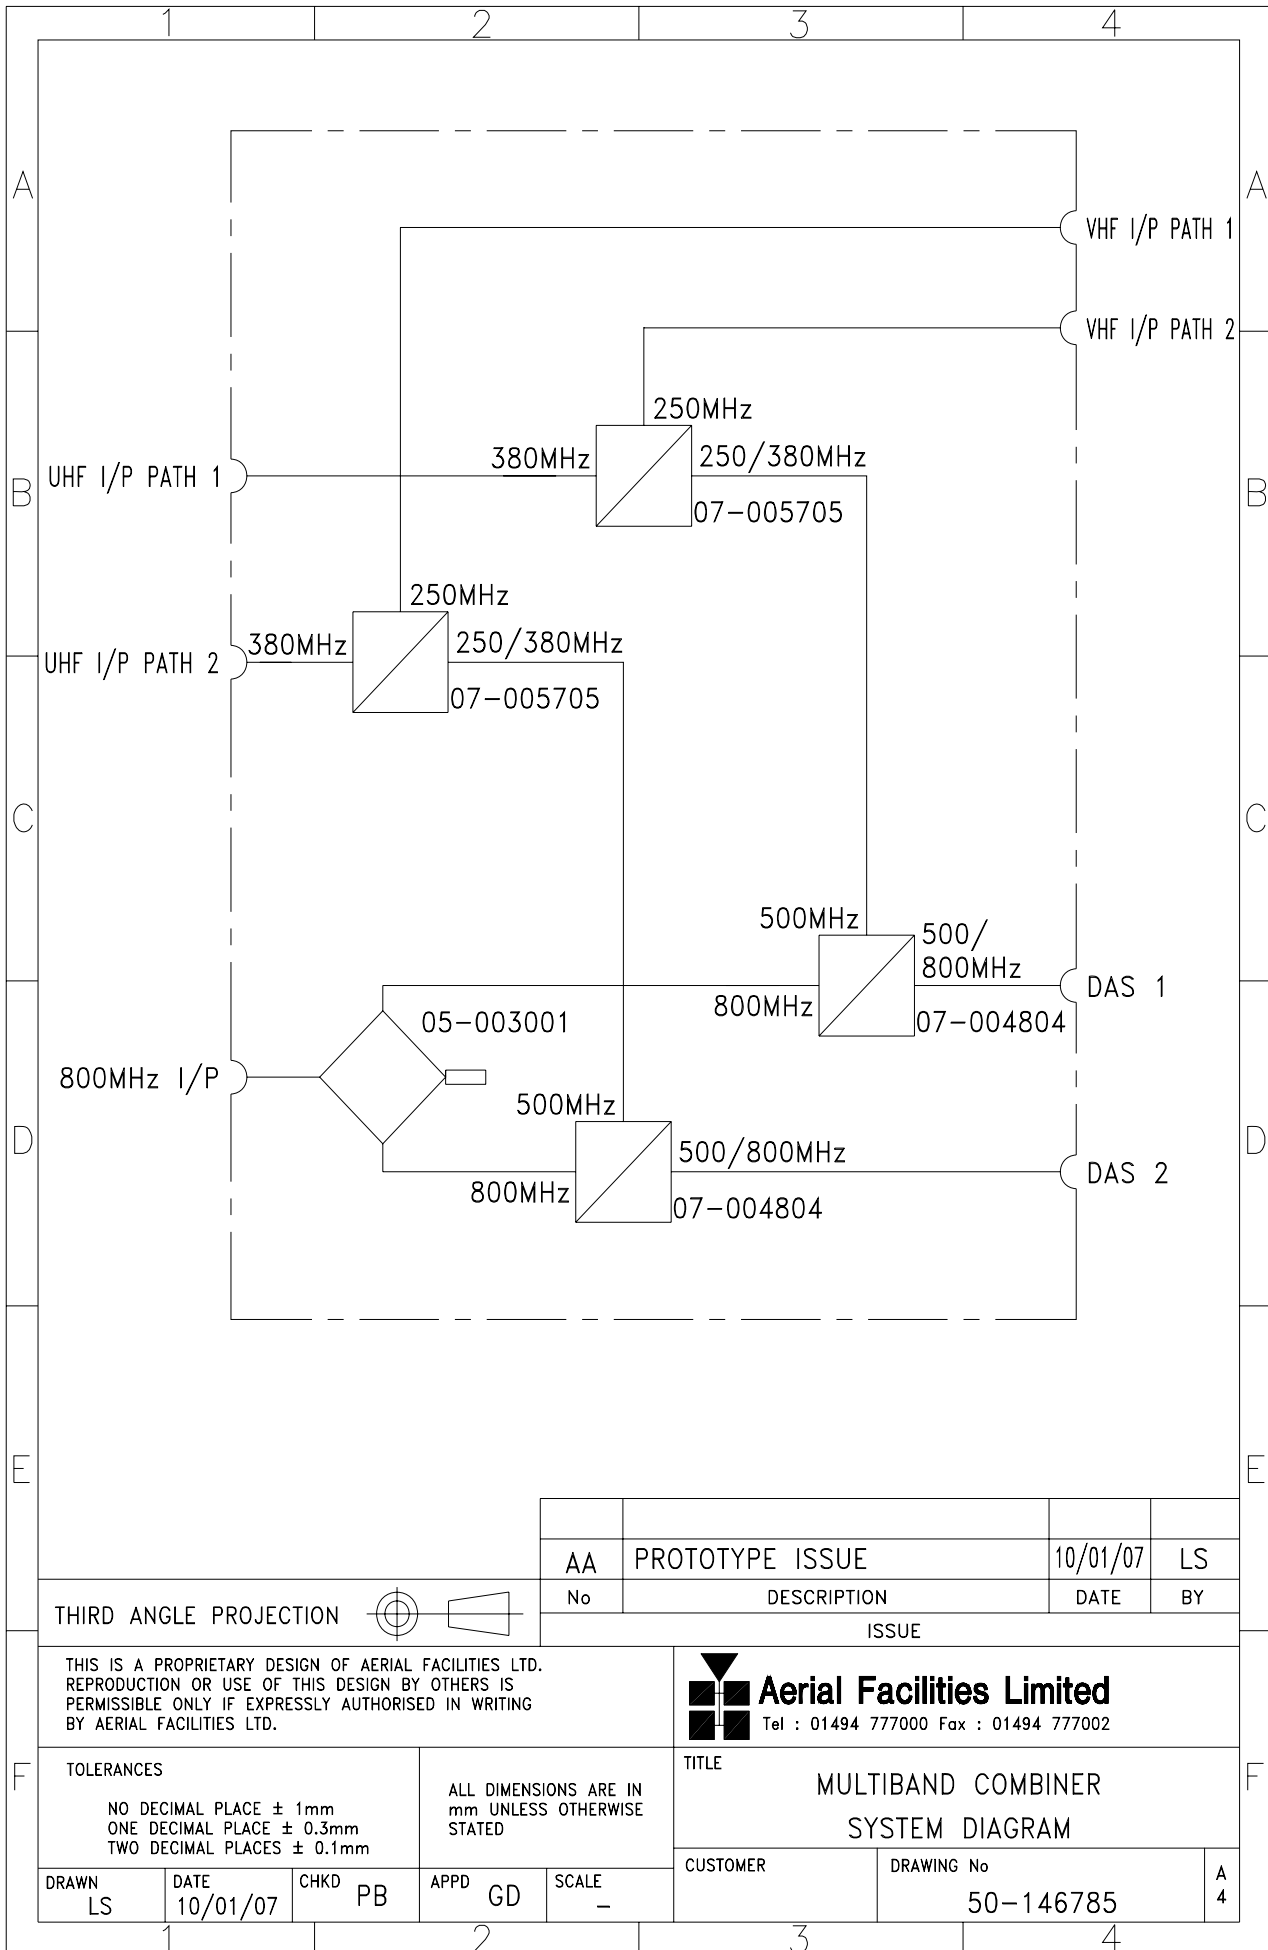 1 2 3 4
A A
VHF I/P PATH 1
VHF I/P PATH 2
250MHz
380MHz 250/380MHz
UHF I/P PATH 1
B B
07-005705
250MHz
380MHz 250/380MHz
UHF I/P PATH 2
07-005705
C C
500MHz 500/
800MHz
DAS 1
800MHz
05-003001 07-004804
800MHz I/P
500MHz
D D
500/800MHz
DAS 2
800MHz
07-004804
E E
AA PROTOTYPE ISSUE 10/01/07 LS
No DESCRIPTION DATE BY
THIRD ANGLE PROJECTION
ISSUE
THIS IS A PROPRIETARY DESIGN OF AERIAL FACILITIES LTD.
REPRODUCTION OR USE OF THIS DESIGN BY OTHERS IS
PERMISSIBLE ONLY IF EXPRESSLY AUTHORISED IN WRITING
BY AERIAL FACILITIES LTD.
Aerial Facilities Limited
Tel : 01494 777000 Fax : 01494 777002
F F
TOLERANCES
NO DECIMAL PLACE ± 1mm
ONE DECIMAL PLACE ± 0.3mm
TWO DECIMAL PLACES ± 0.1mm
ALL DIMENSIONS ARE IN
mm UNLESS OTHERWISE
STATED
TITLE
MULTIBAND COMBINER
SYSTEM DIAGRAM
DRAWN
LS
DATE
10/01/07
CHKD PB
APPD GD
SCALE
–
CUSTOMER
DRAWING No
50-146785
A
4
1 2 3 4